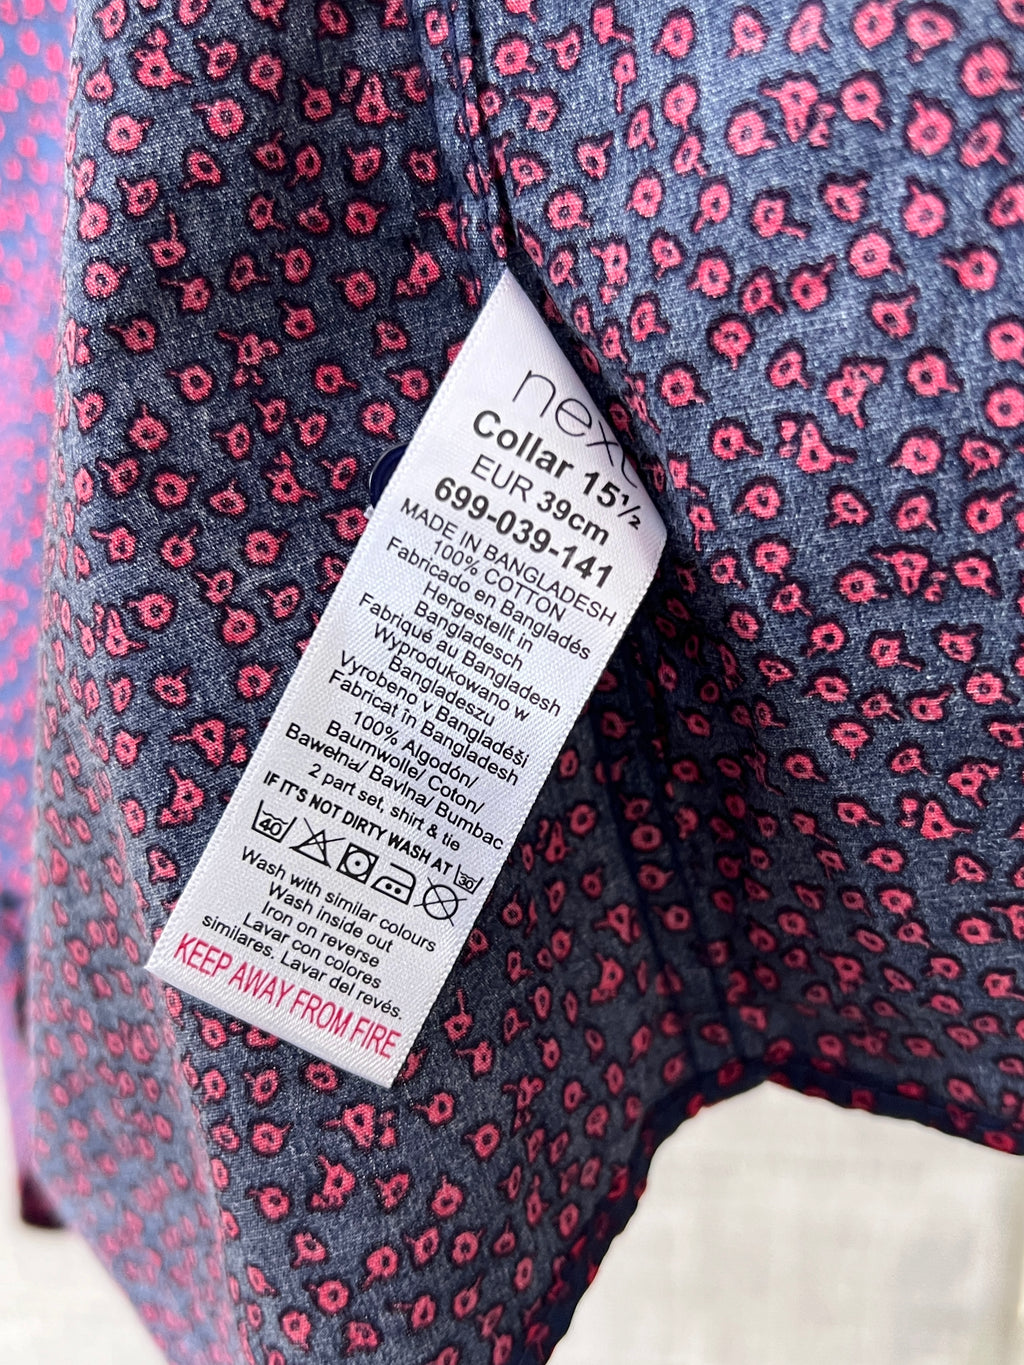 next
Collar 15½
EUR 39cm
699-039-141
MADE IN BANGLADESH
100% COTTON
Fabricado en Bangladés
Hergestellt in
Bangladesch
Fabriqué au Bangladesh
Wyprodukowano w
Bangladeszu
Vyrobeno v Bangladéši
Fabricat în Bangladesh
100% Algodón/
Baumwolle/ Coton/
Bawełna/ Bavlna/ Bumbac
2 part set, shirt & tie
IF IT'S NOT DIRTY WASH AT 30
40
Wash with similar colours
Wash inside out
Iron on reverse
Lavar con colores
similares. Lavar del revés.
KEEP AWAY FROM FIRE